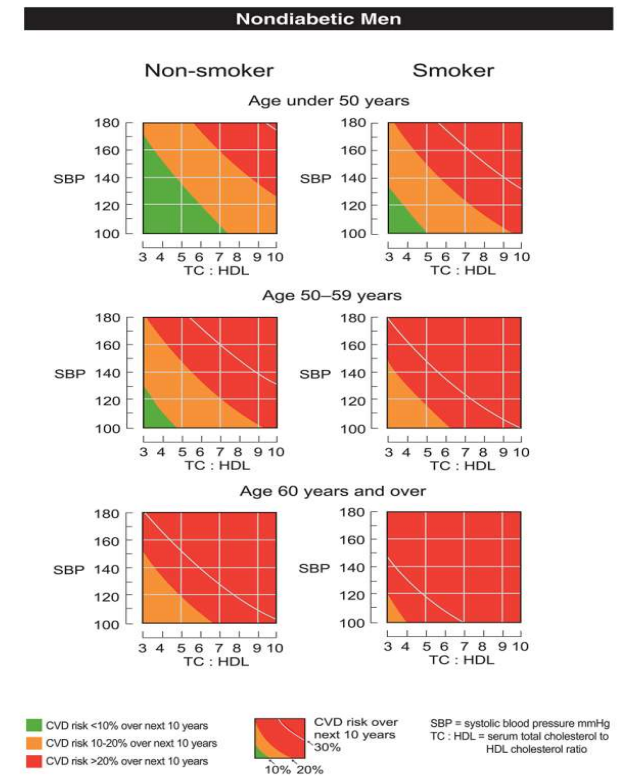 Nondiabetic Men
Non-smoker Smoker
Age under 50 years
180 180
160 160
SBP 140 SBP 140
120 120
100 100
3 4 5 6 7 8 9 10 3 4 5 6 7 8 9 10
TC : HDL TC : HDL
Age 50–59 years
180 180
160 160
SBP 140 SBP 140
120 120
100 100
3 4 5 6 7 8 9 10 3 4 5 6 7 8 9 10
TC : HDL TC : HDL
Age 60 years and over
180 180
160 160
SBP 140 SBP 140
120 120
100 100
3 4 5 6 7 8 9 10 3 4 5 6 7 8 9 10
TC : HDL TC : HDL
CVD risk <10% over next 10 years
CVD risk 10-20% over next 10 years
CVD risk >20% over next 10 years
CVD risk over
next 10 years
30%
10% 20%
SBP = systolic blood pressure mmHg
TC : HDL = serum total cholesterol to
HDL cholesterol ratio